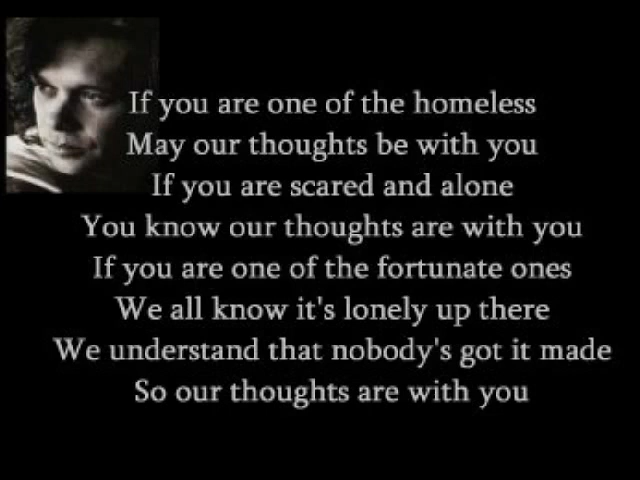 If you are one of the homeless
May our thoughts be with you
If you are scared and alone
You know our thoughts are with you
If you are one of the fortunate ones
We all know it's lonely up there
We understand that nobody's got it made
So our thoughts are with you